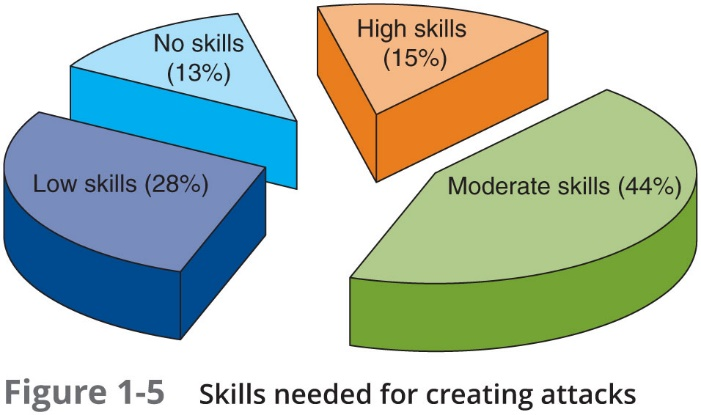 No skills
(13%)
High skills
(15%)
Low skills (28%)
Moderate skills (44%)
Figure 1-5 Skills needed for creating attacks